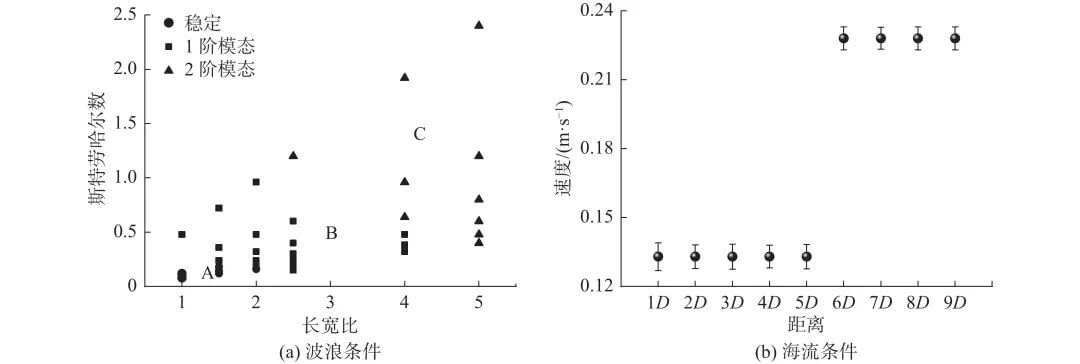 2.5
2.0
1.5
1.0
0.5
0
斯特劳哈尔数
稳定
1 阶模态
2 阶模态
A
B
C
1 2 3 4 5
长宽比
(a) 波浪条件
0.24
0.21
0.18
0.15
0.12
速度/(m·s⁻¹)
1D 2D 3D 4D 5D 6D 7D 8D 9D
距离
(b) 海流条件